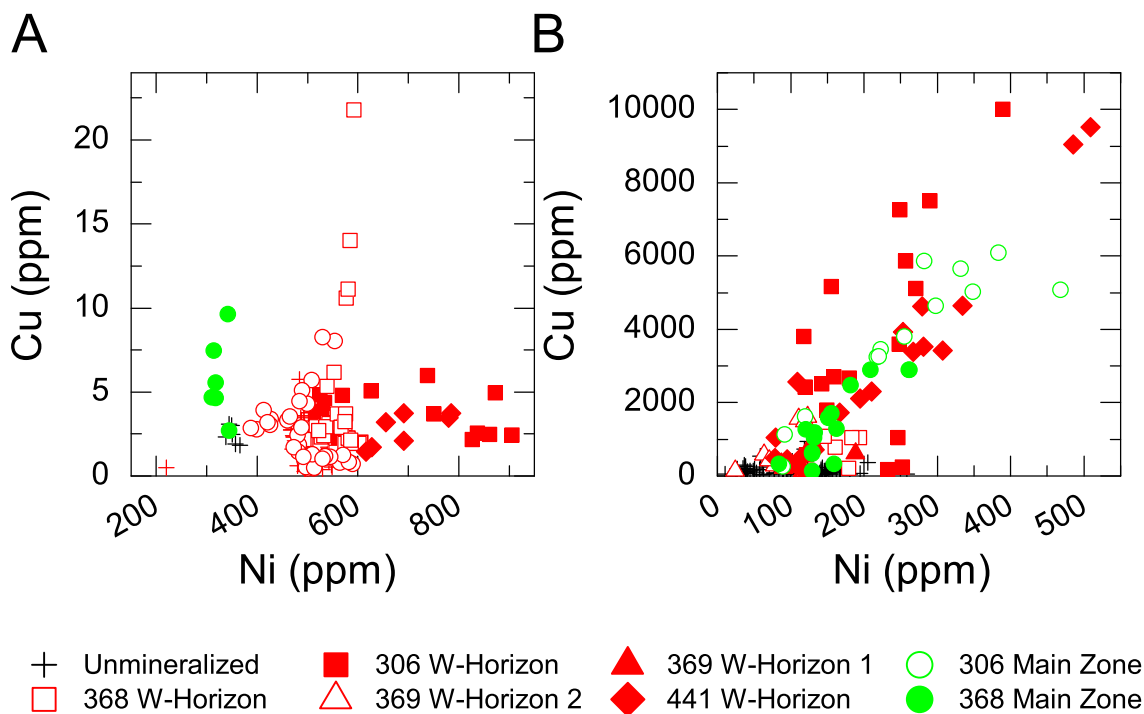 A
B
20
15
10
5
0
Cu (ppm)
200
400
600
800
Ni (ppm)
10000
8000
6000
4000
2000
0
Cu (ppm)
0
100
200
300
400
500
Ni (ppm)
Unmineralized
306 W-Horizon
369 W-Horizon 1
306 Main Zone
368 W-Horizon
369 W-Horizon 2
441 W-Horizon
368 Main Zone